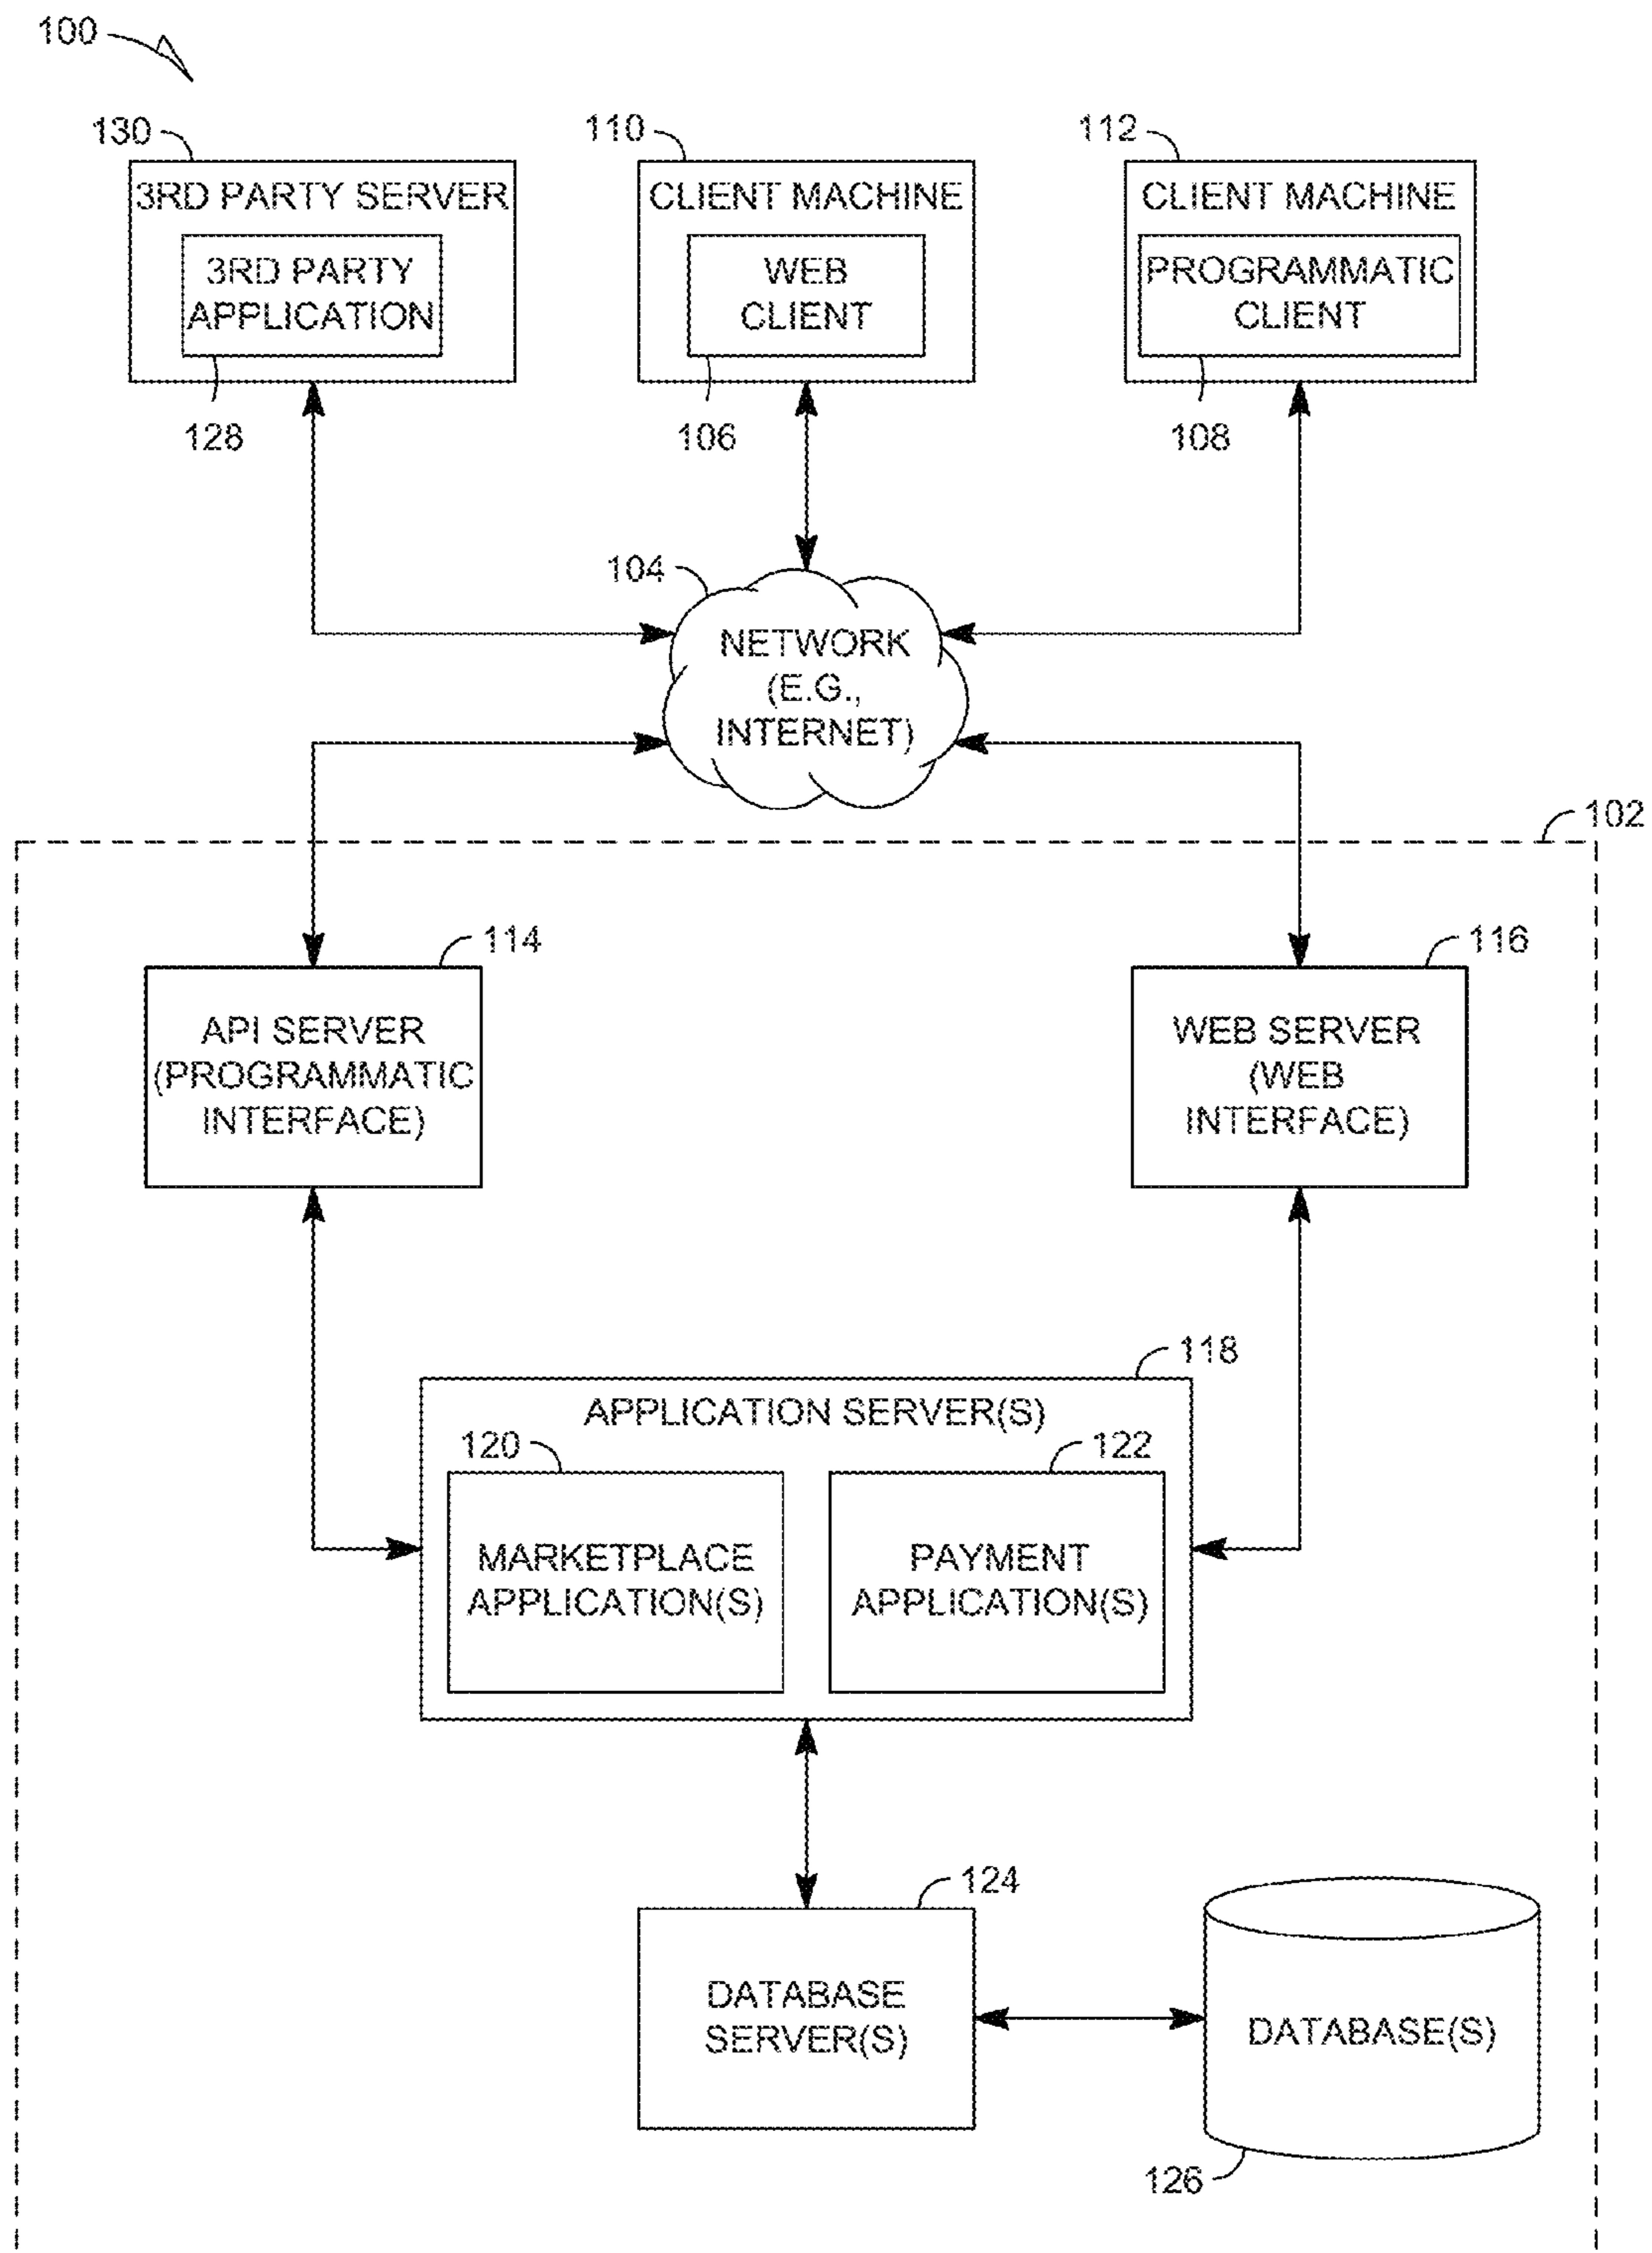 100
130
110
112
3RD PARTY SERVER
CLIENT MACHINE
CLIENT MACHINE
3RD PARTY
APPLICATION
WEB
CLIENT
PROGRAMMATIC
CLIENT
128
106
108
104
NETWORK
(E.G.,
INTERNET)
102
114
116
API SERVER
(PROGRAMMATIC
INTERFACE)
WEB SERVER
(WEB
INTERFACE)
118
APPLICATION SERVER(S)
120
122
MARKETPLACE
APPLICATION(S)
PAYMENT
APPLICATION(S)
124
DATABASE
SERVER(S)
DATABASE(S)
126